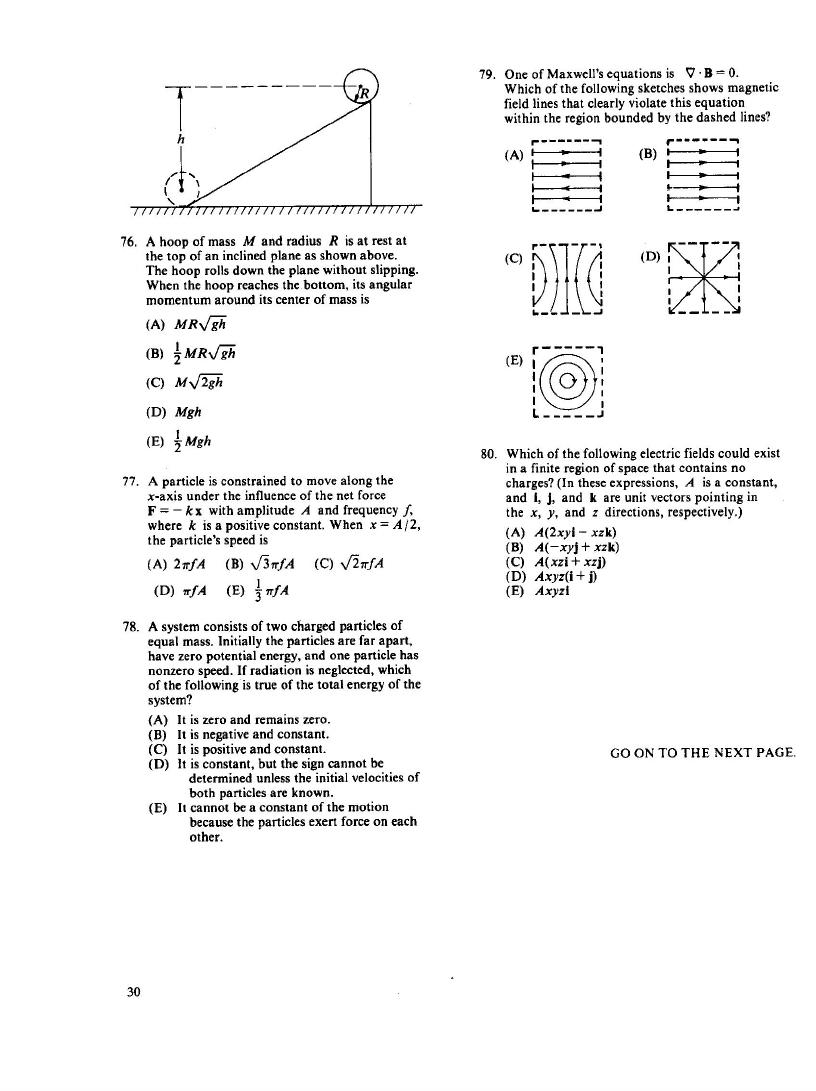 h
R
76. A hoop of mass M and radius R is at rest at
the top of an inclined plane as shown above.
The hoop rolls down the plane without slipping.
When the hoop reaches the bottom, its angular
momentum around its center of mass is
(A) MR√gh
(B) 1/2 MR√gh
(C) M√2gh
(D) Mgh
(E) 1/2 Mgh
77. A particle is constrained to move along the
x-axis under the influence of the net force
F = − kx with amplitude A and frequency f,
where k is a positive constant. When x = A/2,
the particle's speed is
(A) 2πfA (B) √3πfA (C) √2πfA
(D) πfA (E) 1/3 πfA
78. A system consists of two charged particles of
equal mass. Initially the particles are far apart,
have zero potential energy, and one particle has
nonzero speed. If radiation is neglected, which
of the following is true of the total energy of the
system?
(A) It is zero and remains zero.
(B) It is negative and constant.
(C) It is positive and constant.
(D) It is constant, but the sign cannot be
determined unless the initial velocities of
both particles are known.
(E) It cannot be a constant of the motion
because the particles exert force on each
other.
79. One of Maxwell's equations is ∇ · B = 0.
Which of the following sketches shows magnetic
field lines that clearly violate this equation
within the region bounded by the dashed lines?
(A) (B)
(C) (D)
(E)
80. Which of the following electric fields could exist
in a finite region of space that contains no
charges? (In these expressions, A is a constant,
and i, j, and k are unit vectors pointing in
the x, y, and z directions, respectively.)
(A) A(2xyi − xzk)
(B) A(−xyj + xzk)
(C) A(xzi + xzj)
(D) Axyz(i + j)
(E) Axyzi
GO ON TO THE NEXT PAGE.
30